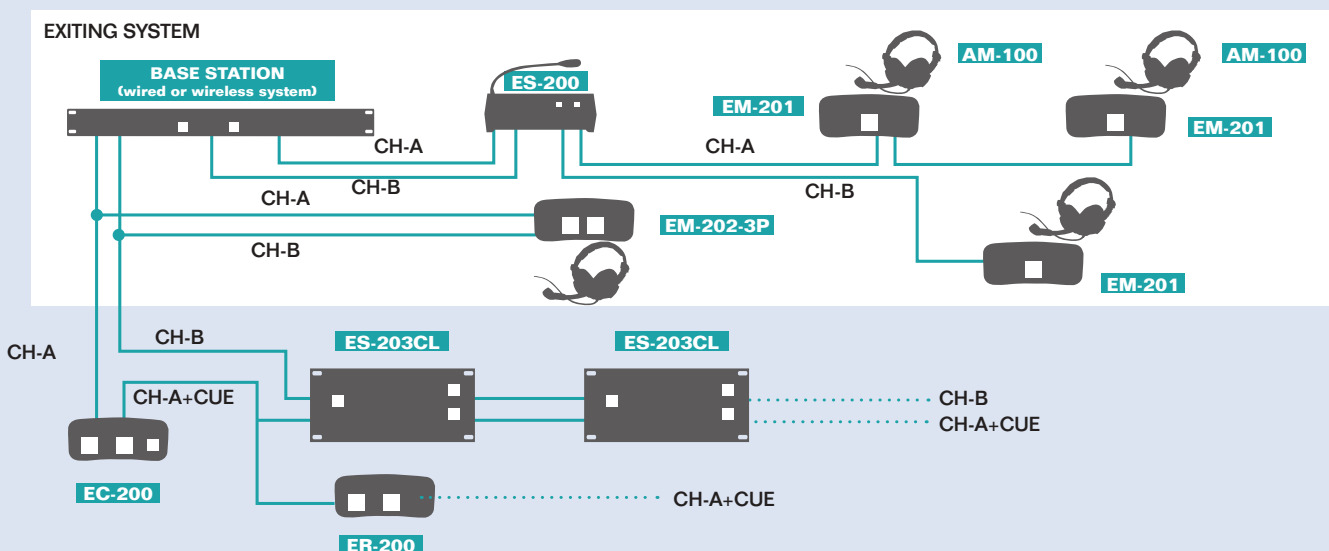 EXITING SYSTEM
BASE STATION
(wired or wireless system)
ES-200
AM-100
AM-100
EM-201
EM-201
CH-A
CH-A
CH-B
CH-B
CH-A
EM-202-3P
CH-B
EM-201
CH-A
CH-B
ES-203CL
ES-203CL
CH-A+CUE
CH-B
CH-A+CUE
EC-200
CH-A+CUE
ER-200